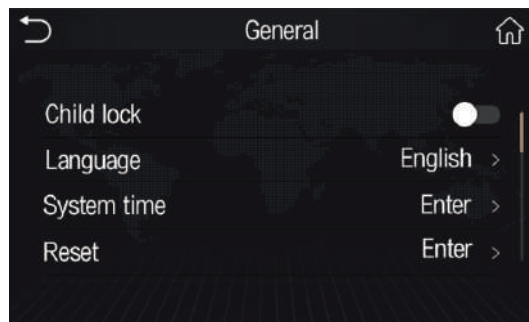 General
Child lock
Language English >
System time Enter >
Reset Enter >